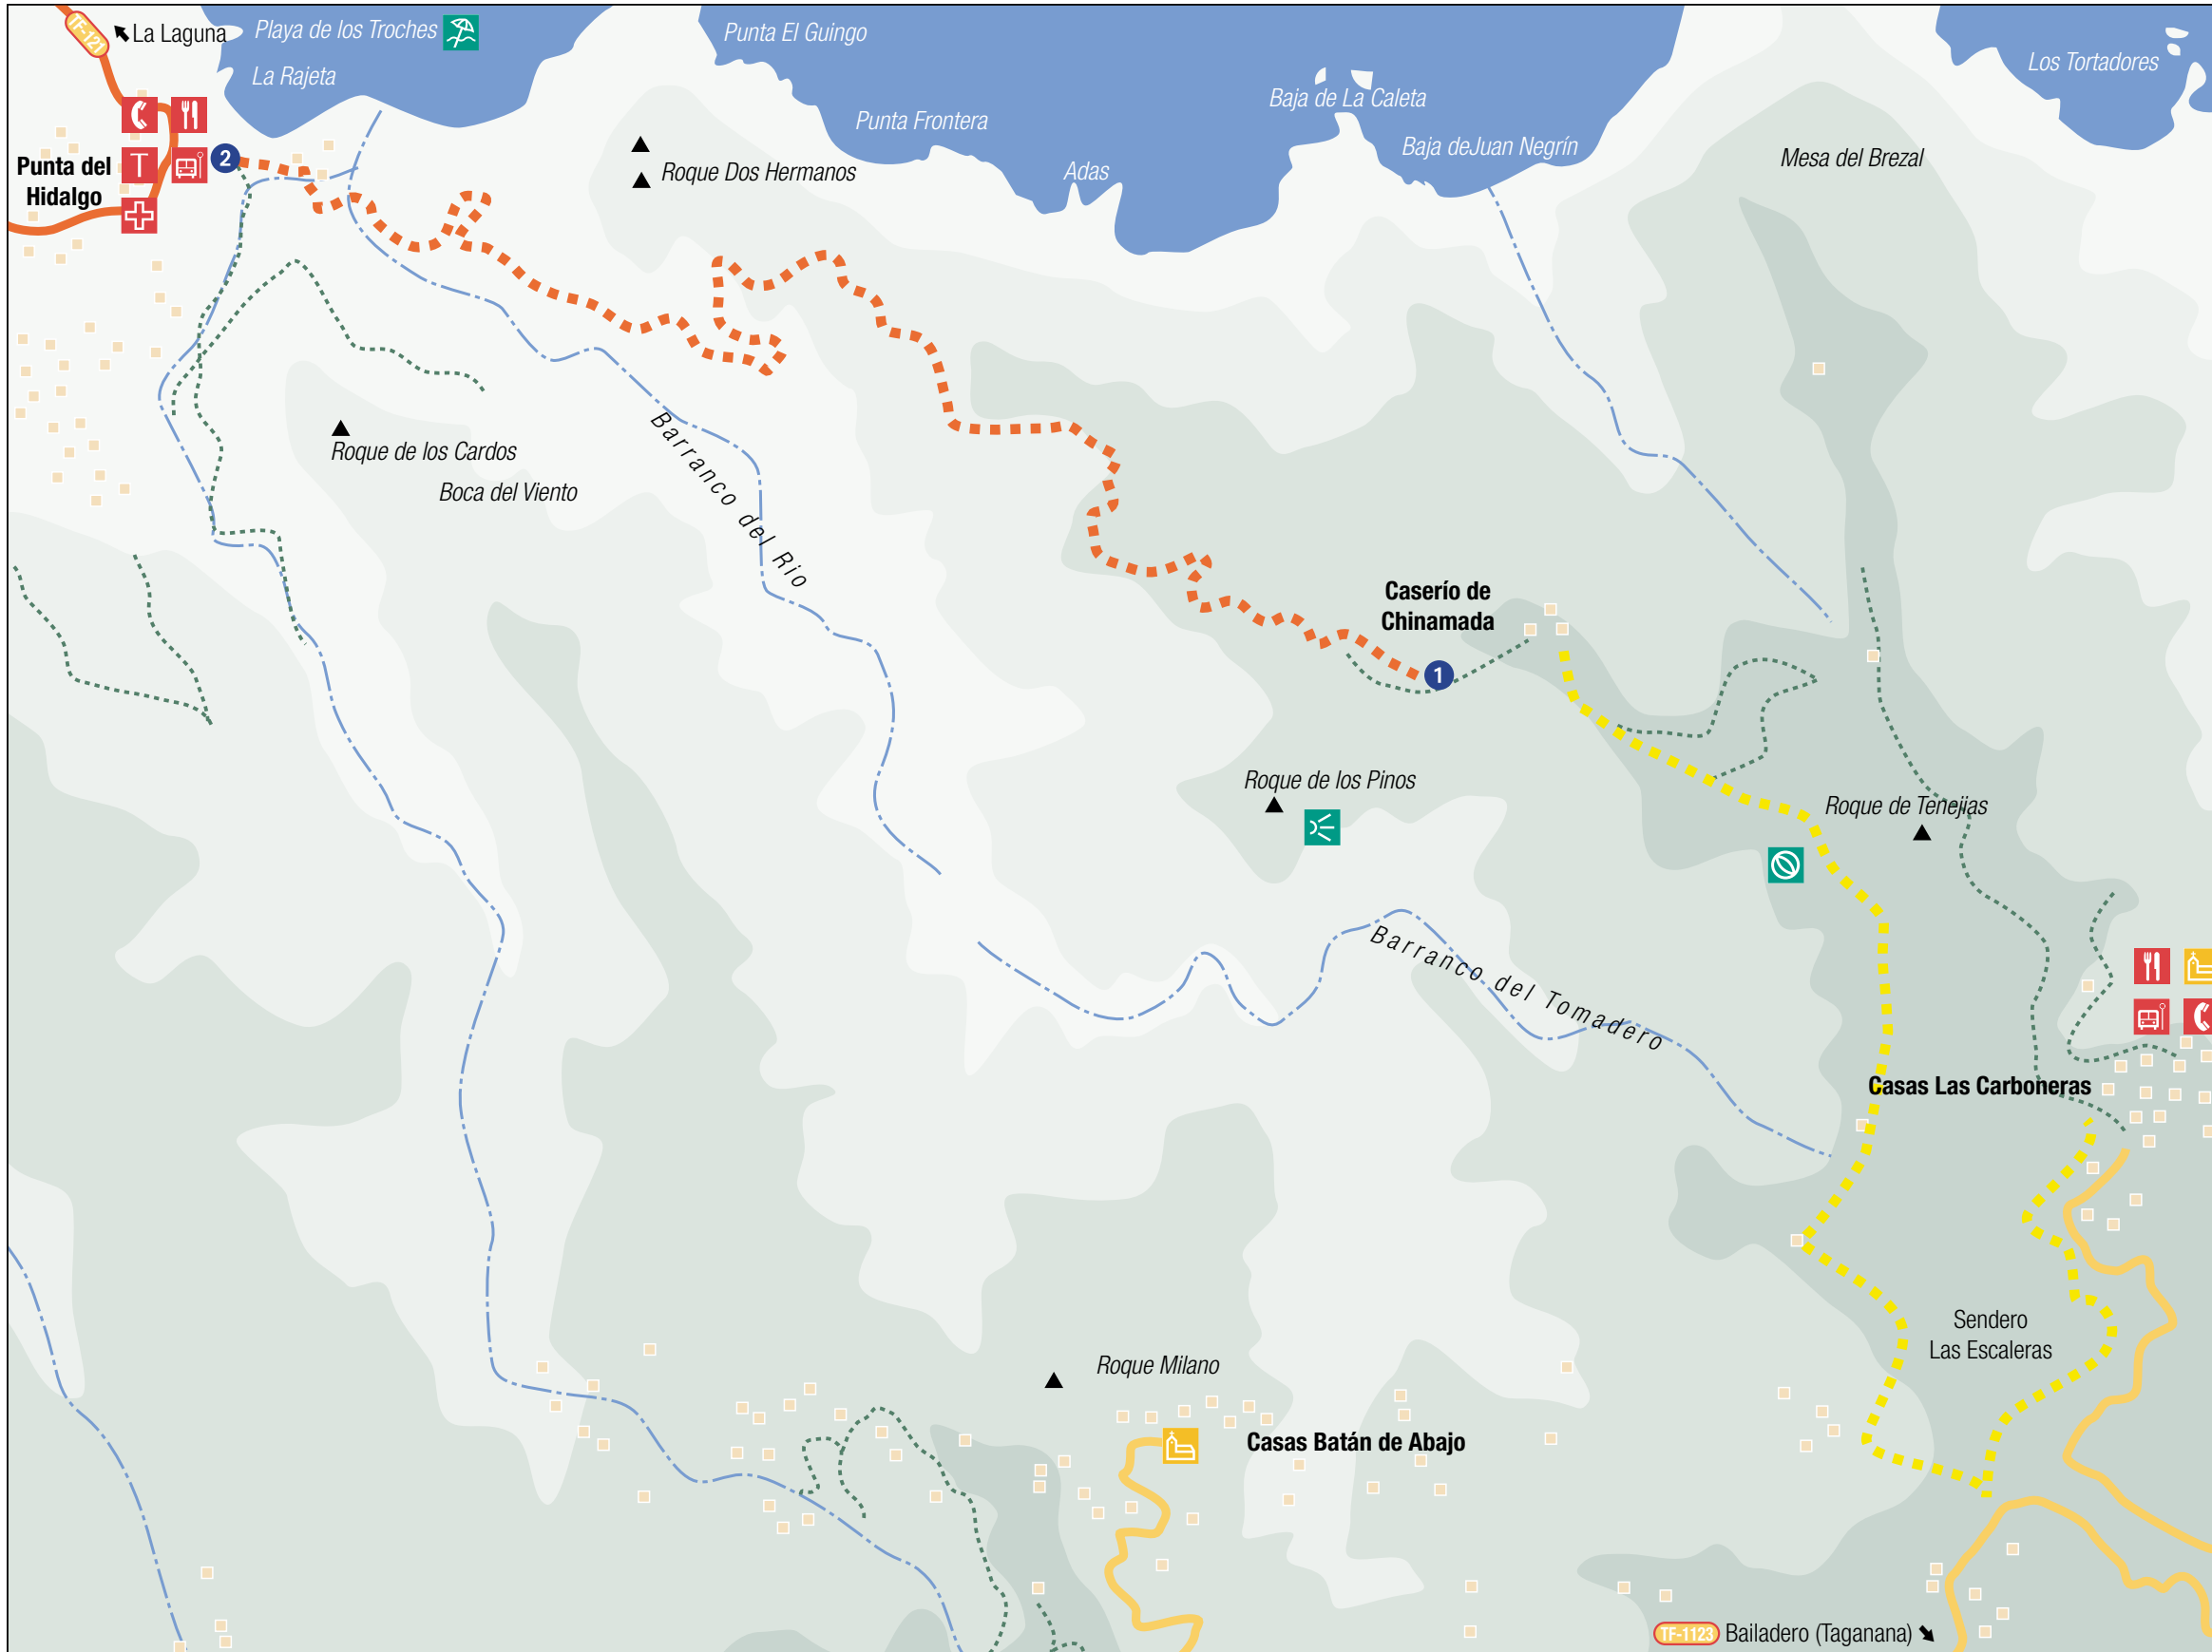 TF-121
La Laguna
Playa de los Troches
La Rajeta
Punta El Guingo
Punta Frontera
Adas
Baja de La Caleta
Baja deJuan Negrín
Los Tortadores
Mesa del Brezal
Punta del
Hidalgo
T
2
Roque Dos Hermanos
Roque de los Cardos
Boca del Viento
Barranco del Rio
Caserío de
Chinamada
1
Roque de los Pinos
Roque de Tenejias
Barranco del Tomadero
Casas Las Carboneras
Sendero
Las Escaleras
Roque Milano
Casas Batán de Abajo
TF-1123
Bailadero (Taganana)